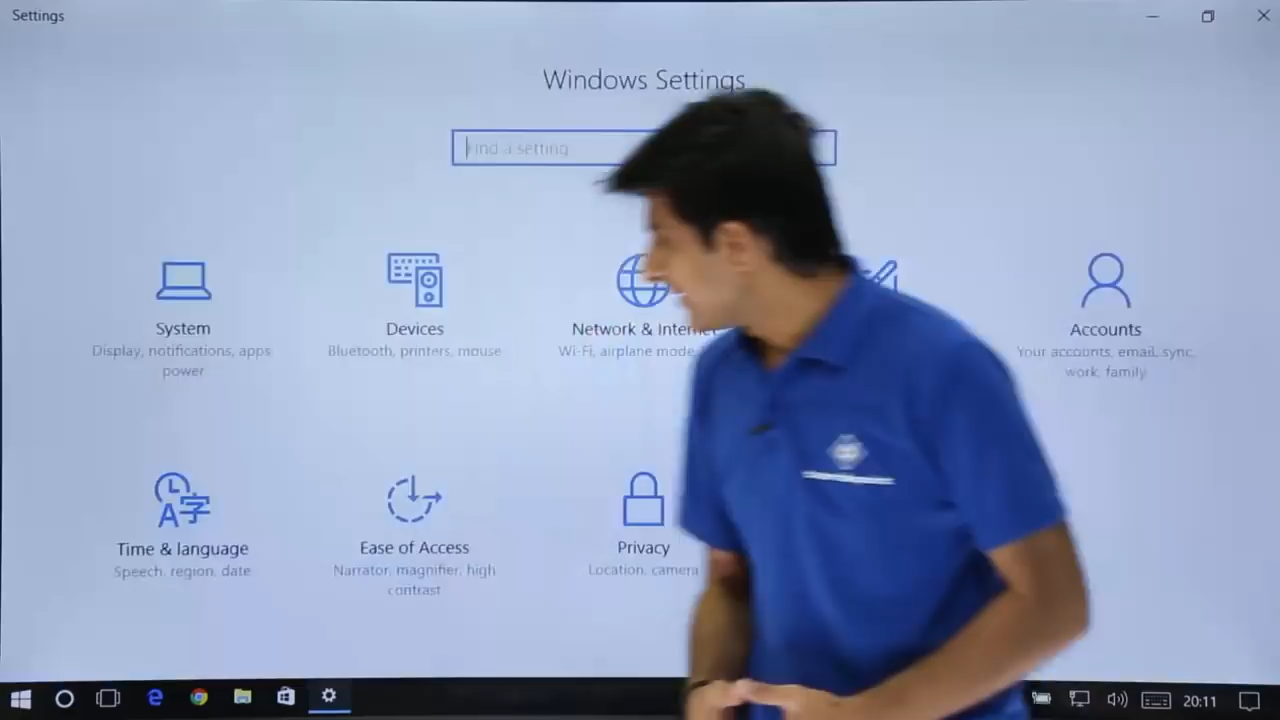 Settings
Windows Settings
Find a setting
System
Display, notifications, apps
power
Devices
Bluetooth, printers, mouse
Network & Internet
Wi-Fi, airplane mode,
Accounts
Your accounts, email, sync,
work, family
Time & language
Speech, region, date
Ease of Access
Narrator, magnifier, high
contrast
Privacy
Location, camera
20:11